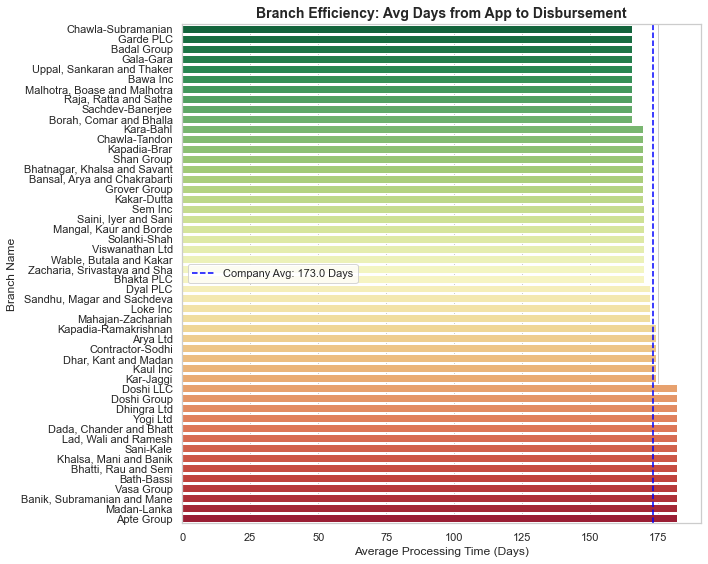 Branch Efficiency: Avg Days from App to Disbursement
Chawla-Subramanian
Garde PLC
Badal Group
Gala-Gara
Uppal, Sankaran and Thaker
Bawa Inc
Malhotra, Boase and Malhotra
Raja, Ratta and Sathe
Sachdev-Banerjee
Borah, Comar and Bhalla
Kara-Bahl
Chawla-Tandon
Kapadia-Brar
Shan Group
Bhatnagar, Khalsa and Savant
Bansal, Arya and Chakrabarti
Grover Group
Kakar-Dutta
Sem Inc
Saini, Iyer and Sani
Mangal, Kaur and Borde
Solanki-Shah
Viswanathan Ltd
Wable, Butala and Kakar
Zacharia, Srivastava and Sha
Bhakta PLC
Dyal PLC
Sandhu, Magar and Sachdeva
Loke Inc
Mahajan-Zachariah
Kapadia-Ramakrishnan
Arya Ltd
Contractor-Sodhi
Dhar, Kant and Madan
Kaul Inc
Kar-Jaggi
Doshi LLC
Doshi Group
Dhingra Ltd
Yogi Ltd
Dada, Chander and Bhatt
Lad, Wali and Ramesh
Sani-Kale
Khalsa, Mani and Banik
Bhatti, Rau and Sem
Bath-Bassi
Vasa Group
Banik, Subramanian and Mane
Madan-Lanka
Apte Group
Branch Name
Company Avg: 173.0 Days
0 25 50 75 100 125 150 175
Average Processing Time (Days)